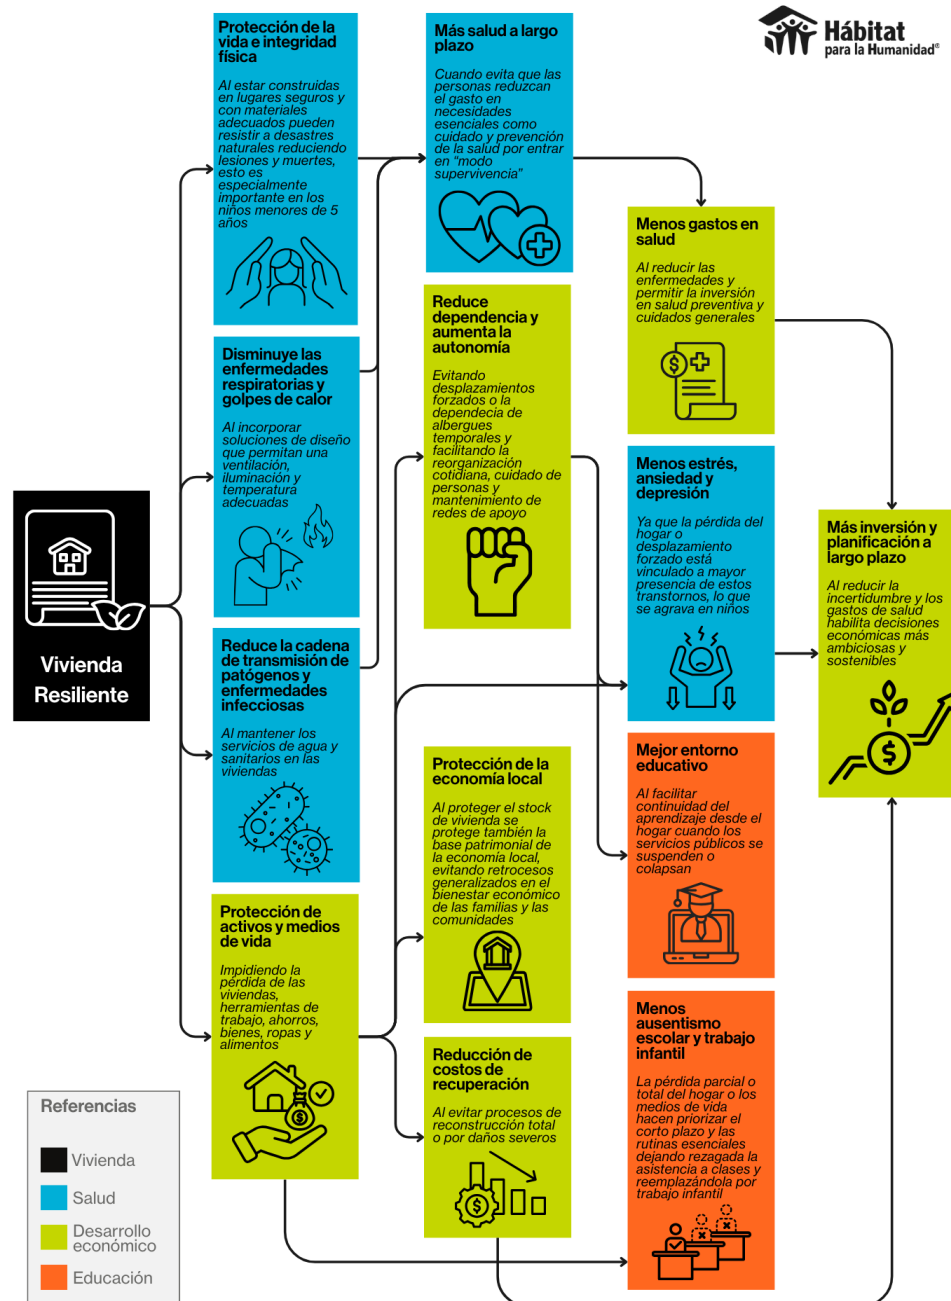 Hábitat
para la Humanidad®
Protección de la
vida e integridad
física
Al estar construidas
en lugares seguros y
con materiales
adecuados pueden
resistir a desastres
naturales reduciendo
lesiones y muertes,
esto es
especialmente
importante en los
niños menores de 5
años
Más salud a largo
plazo
Cuando evita que las
personas reduzcan
el gasto en
necesidades
esenciales como
cuidado y prevención
de la salud por entrar
en “modo
supervivencia”
Menos gastos en
salud
Al reducir las
enfermedades y
permitir la inversión
en salud preventiva y
cuidados generales
$
Reduce
dependencia y
aumenta la
autonomía
Evitando
desplazamientos
forzados o la
dependecia de
albergues
temporales y
facilitando la
reorganización
cotidiana, cuidado de
personas y
mantenimiento de
redes de apoyo
Disminuye las
enfermedades
respiratorias y
golpes de calor
Al incorporar
soluciones de diseño
que permitan una
ventilación,
iluminación y
temperatura
adecuadas
Menos estrés,
ansiedad y
depresión
Ya que la pérdida del
hogar o
desplazamiento
forzado está
vinculado a mayor
presencia de estos
transtornos, lo que
se agrava en niños
Más inversión y
planificación a
largo plazo
Al reducir la
incertidumbre y los
gastos de salud
habilita decisiones
económicas más
ambiciosas y
sostenibles
$
Vivienda
Resiliente
Reduce la cadena
de transmisión de
patógenos y
enfermedades
infecciosas
Al mantener los
servicios de agua y
sanitarios en las
viviendas
Protección de la
economía local
Al proteger el stock
de vivienda se
protege también la
base patrimonial de
la economía local,
evitando retrocesos
generalizados en el
bienestar económico
de las familias y las
comunidades
Mejor entorno
educativo
Al facilitar
continuidad del
aprendizaje desde el
hogar cuando los
servicios públicos se
suspenden o
colapsan
Protección de
activos y medios
de vida
Impidiendo la
pérdida de las
viviendas,
herramientas de
trabajo, ahorros,
bienes, ropas y
alimentos
$
Reducción de
costos de
recuperación
Al evitar procesos de
reconstrucción total
o por daños severos
$
Menos
ausentismo
escolar y trabajo
infantil
La pérdida parcial o
total del hogar o los
medios de vida
hacen priorizar el
corto plazo y las
rutinas esenciales
dejando rezagada la
asistencia a clases y
reemplazándola por
trabajo infantil
Referencias
Vivienda
Salud
Desarrollo
económico
Educación